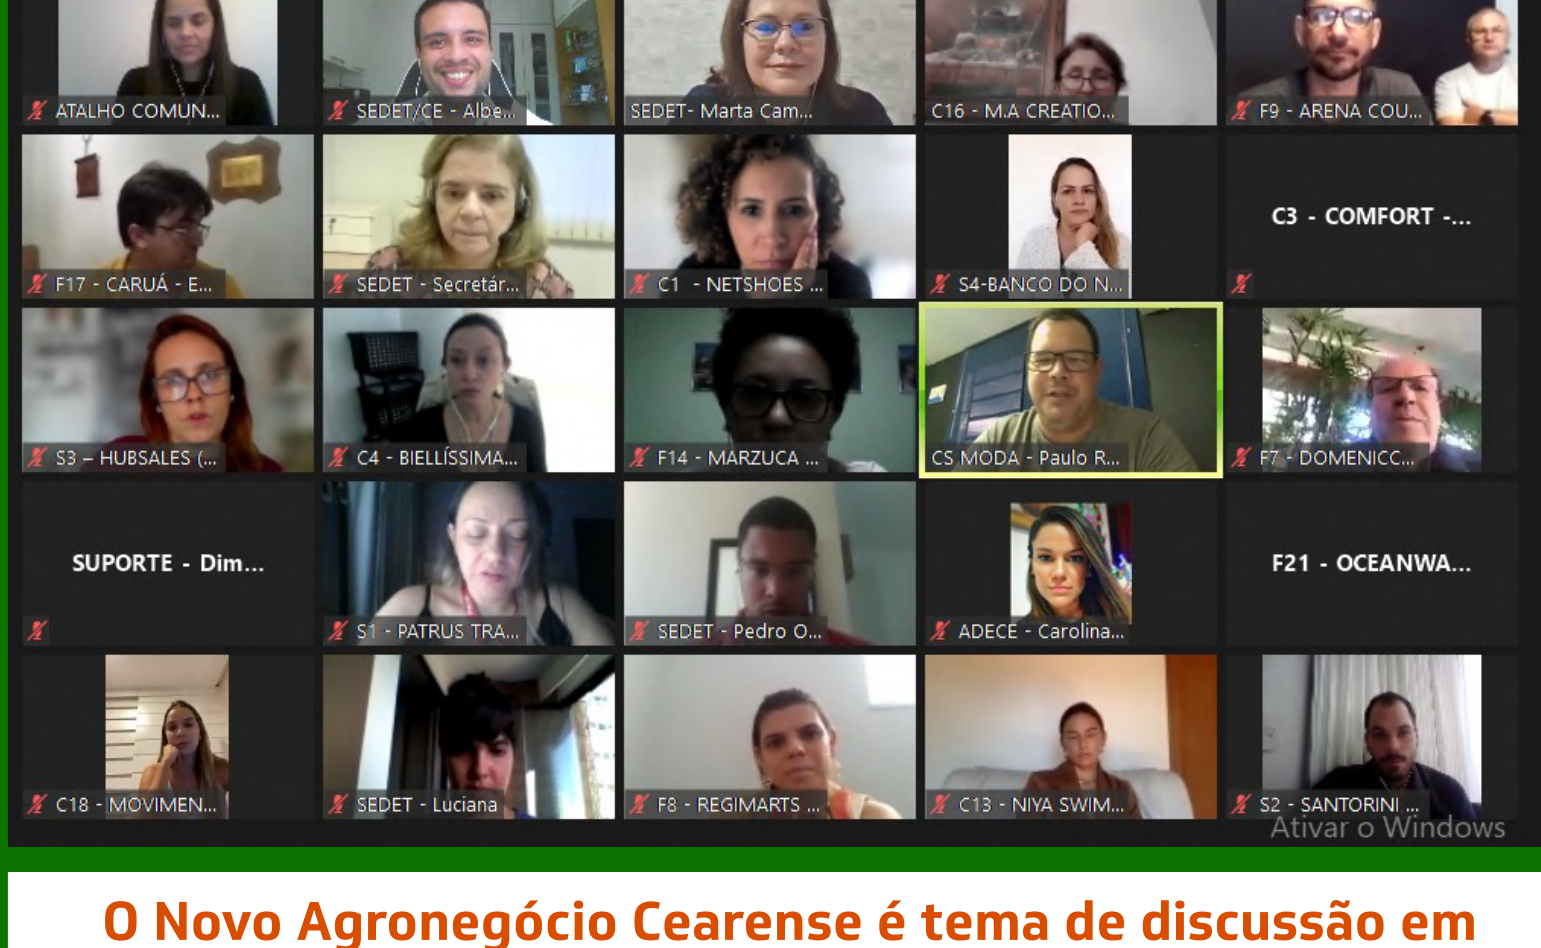 ATALHO COMUN...
SEDET/CE - Albe...
SEDET- Marta Cam...
C16 - M.A CREATIO...
F9 - ARENA COU...
F17 - CARUÁ - E...
SEDET - Secretár...
C1 - NETSHOES ...
S4-BANCO DO N...
C3 - COMFORT -...
S3 – HUBSALES (...
C4 - BIELLÍSSIMA...
F14 - MARZUCA ...
CS MODA - Paulo R...
F7 - DOMENICC...
SUPORTE - Dim...
S1 - PATRUS TRA...
SEDET - Pedro O...
ADECE - Carolina...
F21 - OCEANWA...
C18 - MOVIMEN...
SEDET - Luciana
F8 - REGIMARTS ...
C13 - NIYA SWIM...
S2 - SANTORINI ...
Ativar o Windows
O Novo Agronegócio Cearense é tema de discussão em